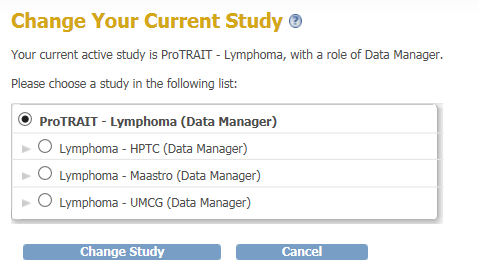 Change Your Current Study ?
Your current active study is ProTRAIT - Lymphoma, with a role of Data Manager.
Please choose a study in the following list:
ProTRAIT - Lymphoma (Data Manager)
Lymphoma - HPTC (Data Manager)
Lymphoma - Maastro (Data Manager)
Lymphoma - UMCG (Data Manager)
Change Study Cancel